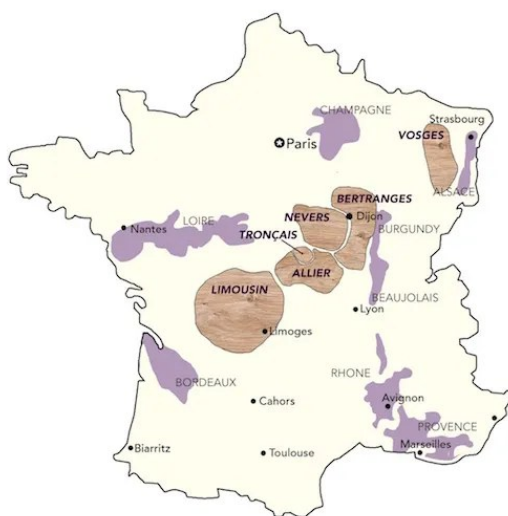 CHAMPAGNE
Strasbourg
Paris
VOSGES
ALSACE
BERTRANGES
NEVERS
Dijon
LOIRE
Nantes
TRONÇAIS
BURGUNDY
ALLIER
LIMOUSIN
BEAUJOLAIS
Lyon
Limoges
RHONE
BORDEAUX
Cahors
Avignon
PROVENCE
Marseilles
Biarritz
Toulouse